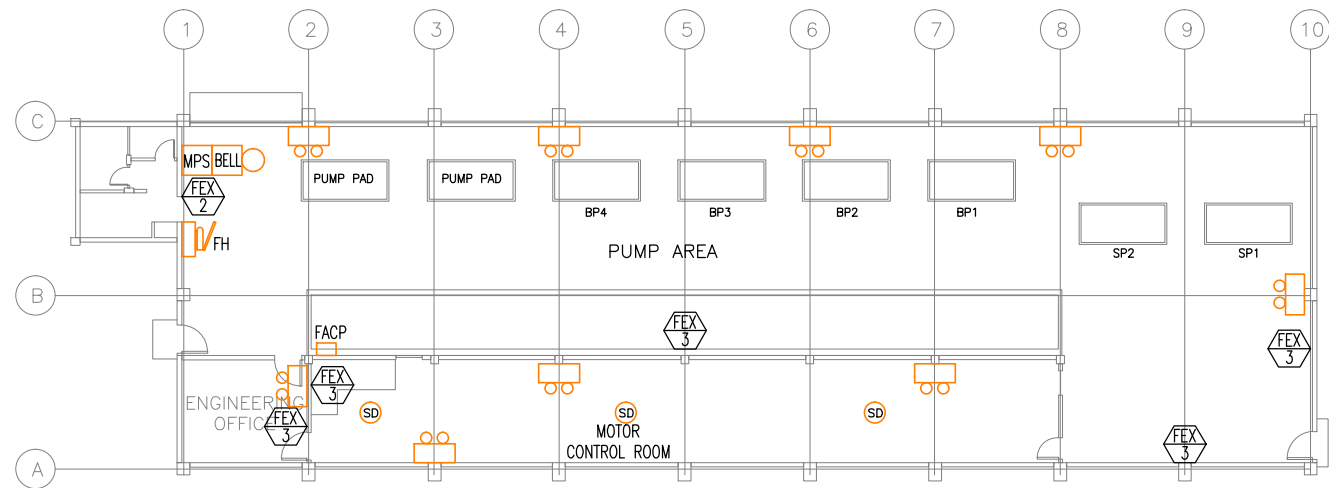 1 2 3 4 5 6 7 8 9 10
C
MPS BELL
FEX
2
FH
PUMP PAD
PUMP PAD
BP4
BP3
BP2
BP1
SP2
SP1
PUMP AREA
B
FACP
FEX
3
FEX
3
FEX
3
ENGINEERING
OFFICE
FEX
3
SD
SD
SD
MOTOR
CONTROL ROOM
FEX
3
A